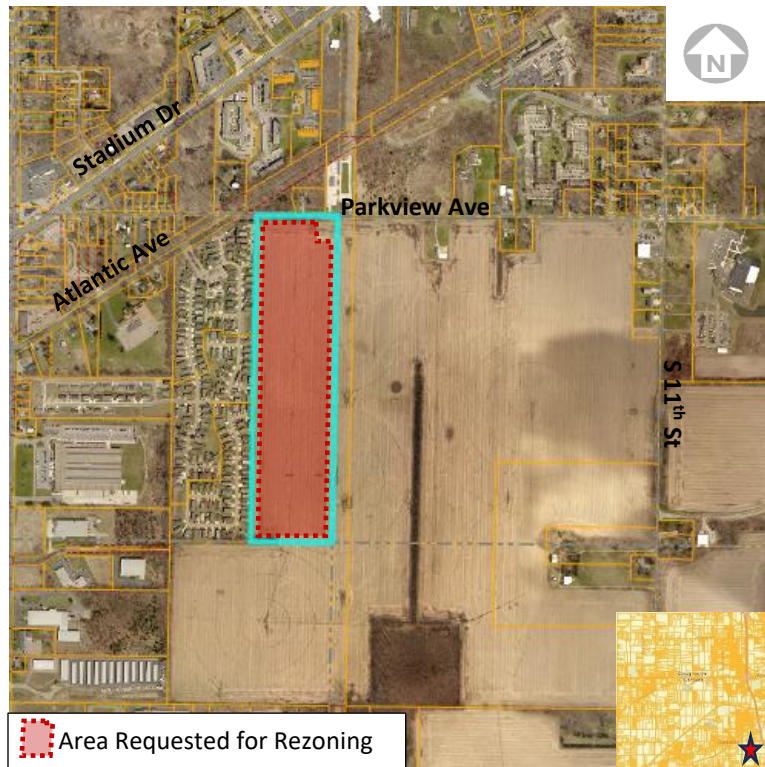 N
Stadium Dr
Parkview Ave
Atlantic Ave
S 11th St
Area Requested for Rezoning